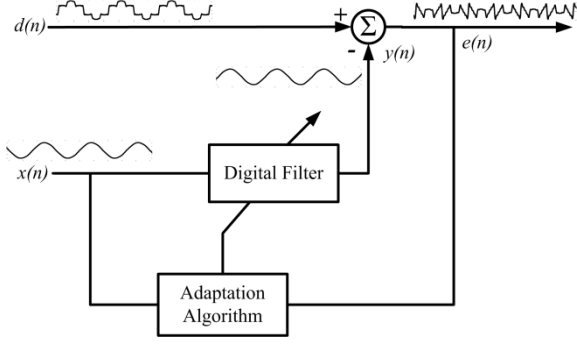 d(n)
+
Σ
-
y(n)
e(n)
x(n)
Digital Filter
Adaptation
Algorithm